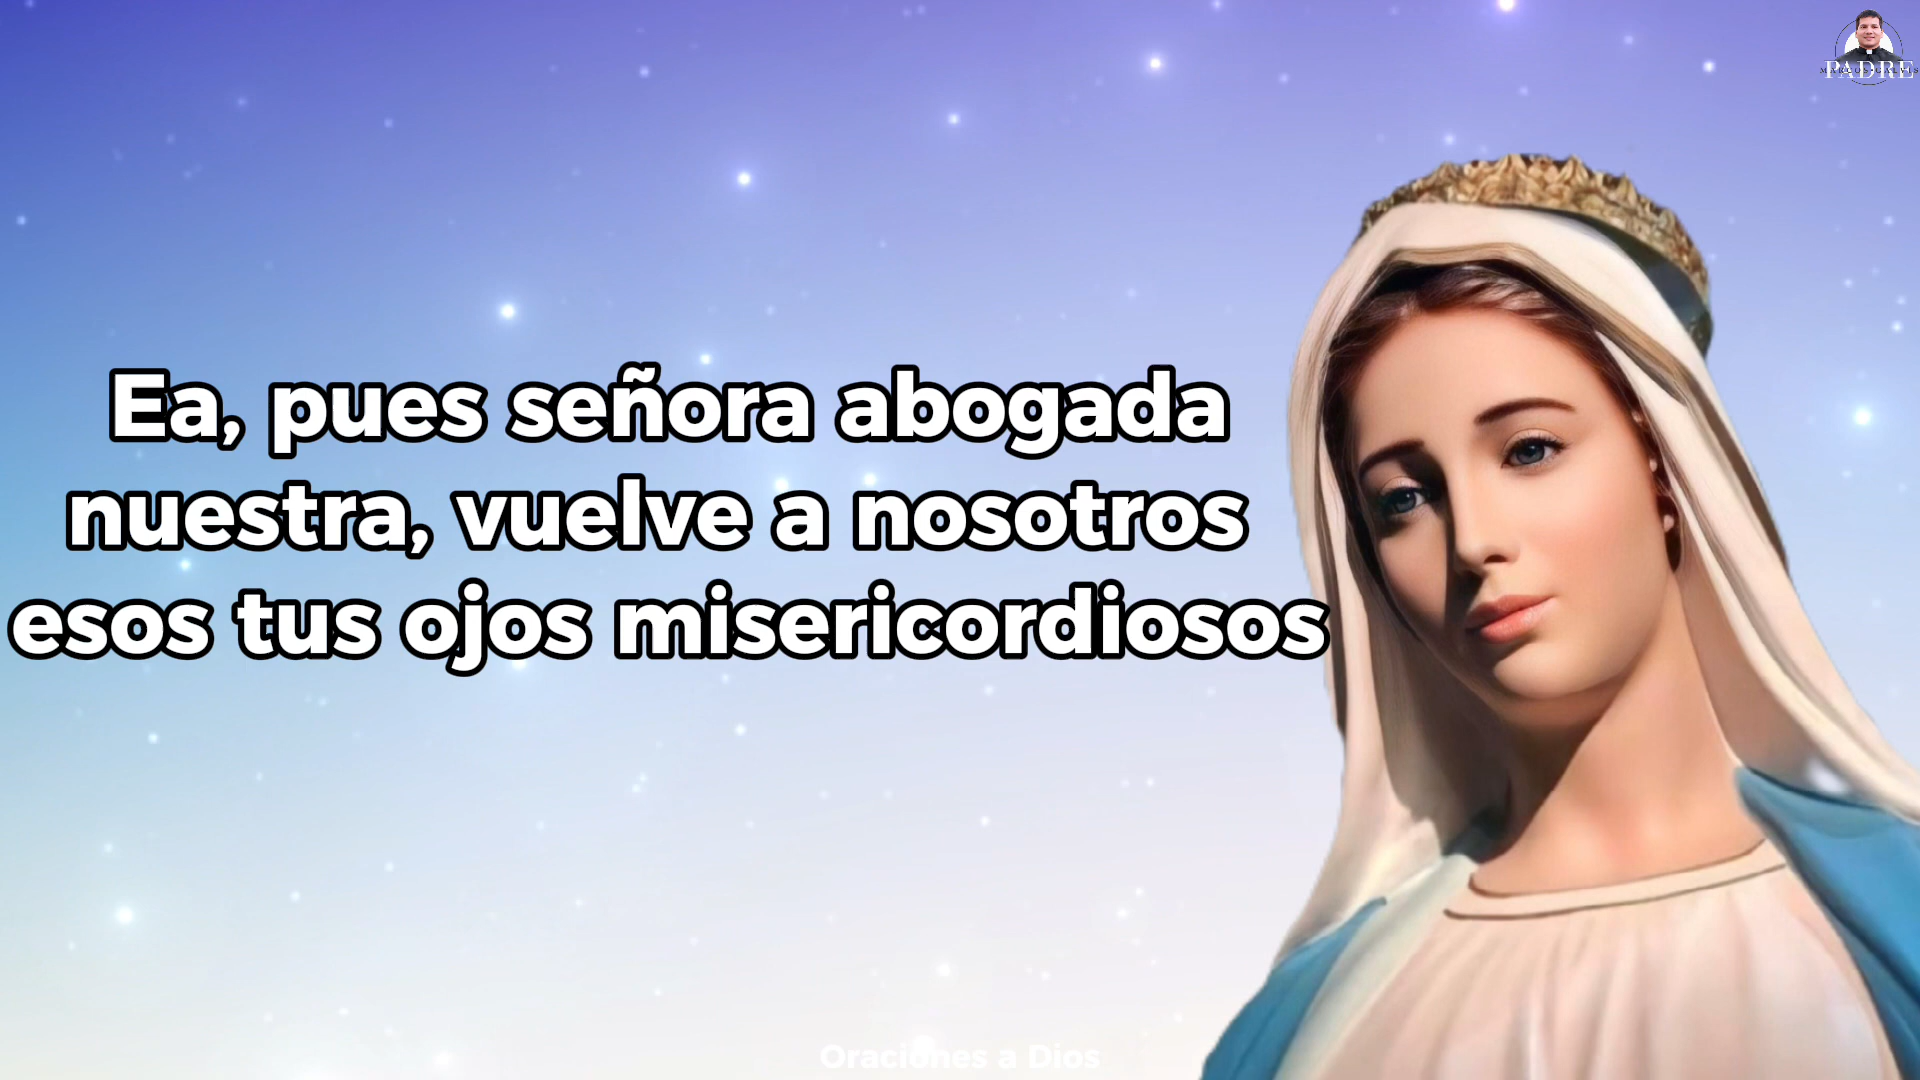 PADRE
Ea, pues señora abogada
nuestra, vuelve a nosotros
esos tus ojos misericordiosos
Oraciones a Dios